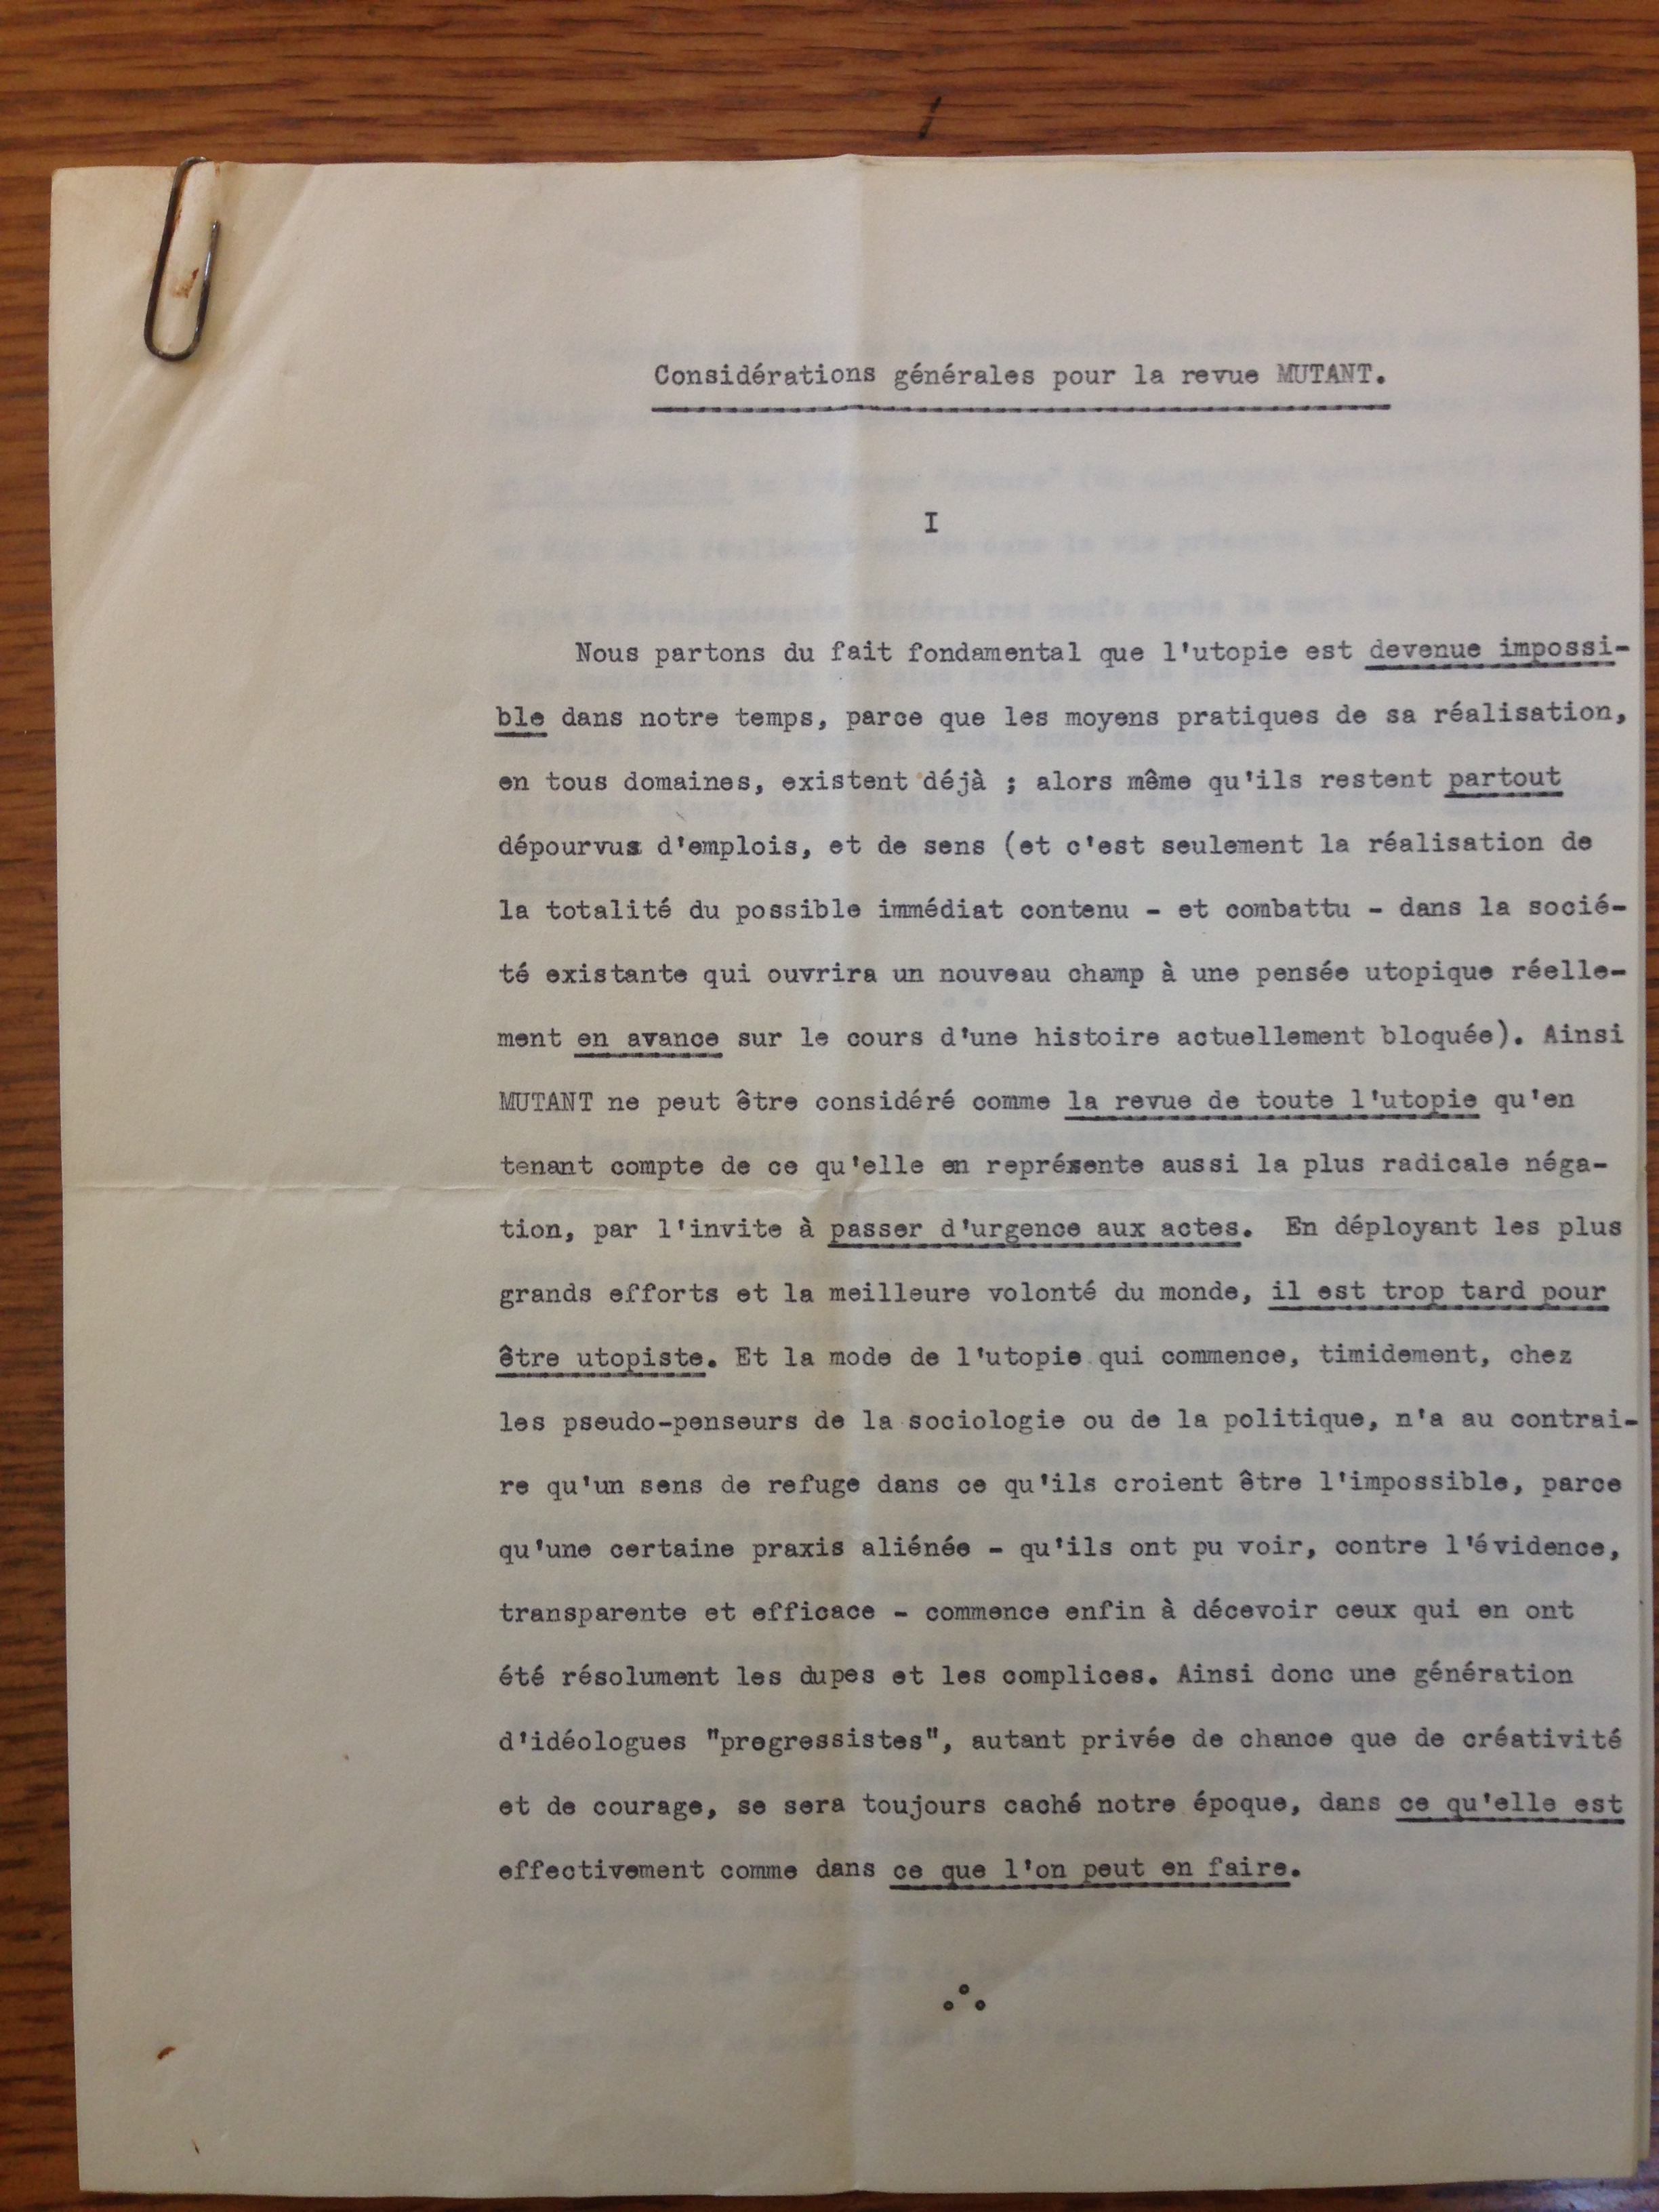 Considérations générales pour la revue MUTANT.
I
Nous partons du fait fondamental que l'utopie est devenue impossi-
ble dans notre temps, parce que les moyens pratiques de sa réalisation,
en tous domaines, existent déjà ; alors même qu'ils restent partout
dépourvus d'emplois, et de sens (et c'est seulement la réalisation de
la totalité du possible immédiat contenu - et combattu - dans la socié-
té existante qui ouvrira un nouveau champ à une pensée utopique réelle-
ment en avance sur le cours d'une histoire actuellement bloquée). Ainsi
MUTANT ne peut être considéré comme la revue de toute l'utopie qu'en
tenant compte de ce qu'elle en représente aussi la plus radicale néga-
tion, par l'invite à passer d'urgence aux actes. En déployant les plus
grands efforts et la meilleure volonté du monde, il est trop tard pour
être utopiste. Et la mode de l'utopie qui commence, timidement, chez
les pseudo-penseurs de la sociologie ou de la politique, n'a au contrai-
re qu'un sens de refuge dans ce qu'ils croient être l'impossible, parce
qu'une certaine praxis aliénée - qu'ils ont pu voir, contre l'évidence,
transparente et efficace - commence enfin à décevoir ceux qui en ont
été résolument les dupes et les complices. Ainsi donc une génération
d'idéologues "progressistes", autant privée de chance que de créativité
et de courage, se sera toujours caché notre époque, dans ce qu'elle est
effectivement comme dans ce que l'on peut en faire.